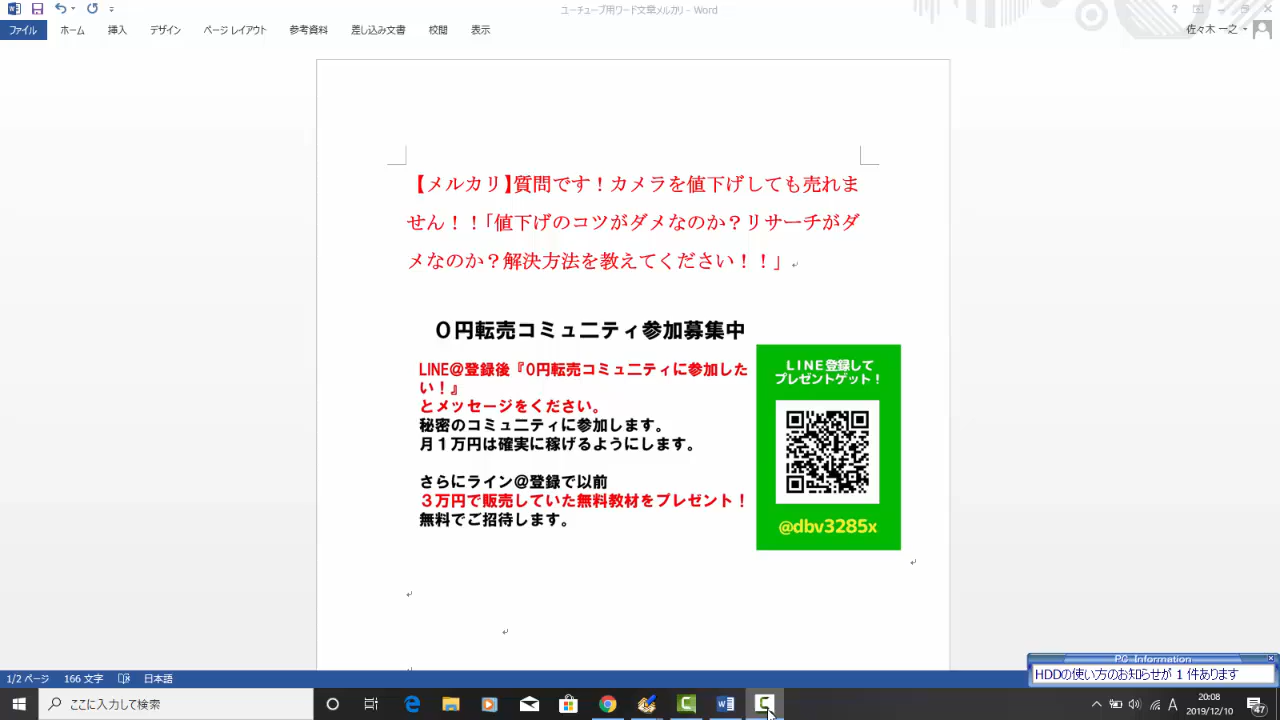 ユーチューブ用ワード文章メルカリ - Word
ファイル ホーム 挿入 デザイン ページ レイアウト 参考資料 差し込み文書 校閲 表示 佐々木 一之
【メルカリ】質問です！カメラを値下げしても売れま
せん！！「値下げのコツがダメなのか？リサーチがダ
メなのか？解決方法を教えてください！！」
０円転売コミュニティ参加募集中
LINE@登録後『０円転売コミュニティに参加した
い！』
とメッセージをください。
秘密のコミュニティに参加します。
月１万円は確実に稼げるようにします。
さらにライン@登録で以前
３万円で販売していた無料教材をプレゼント！
無料でご招待します。
ＬＩＮＥ登録して
プレゼントゲット！
@dbv3285x
PC Information
HDDの使い方のお知らせが 1 件あります
1/2 ページ 166 文字 日本語
ここに入力して検索
A
20:08
2019/12/10
47